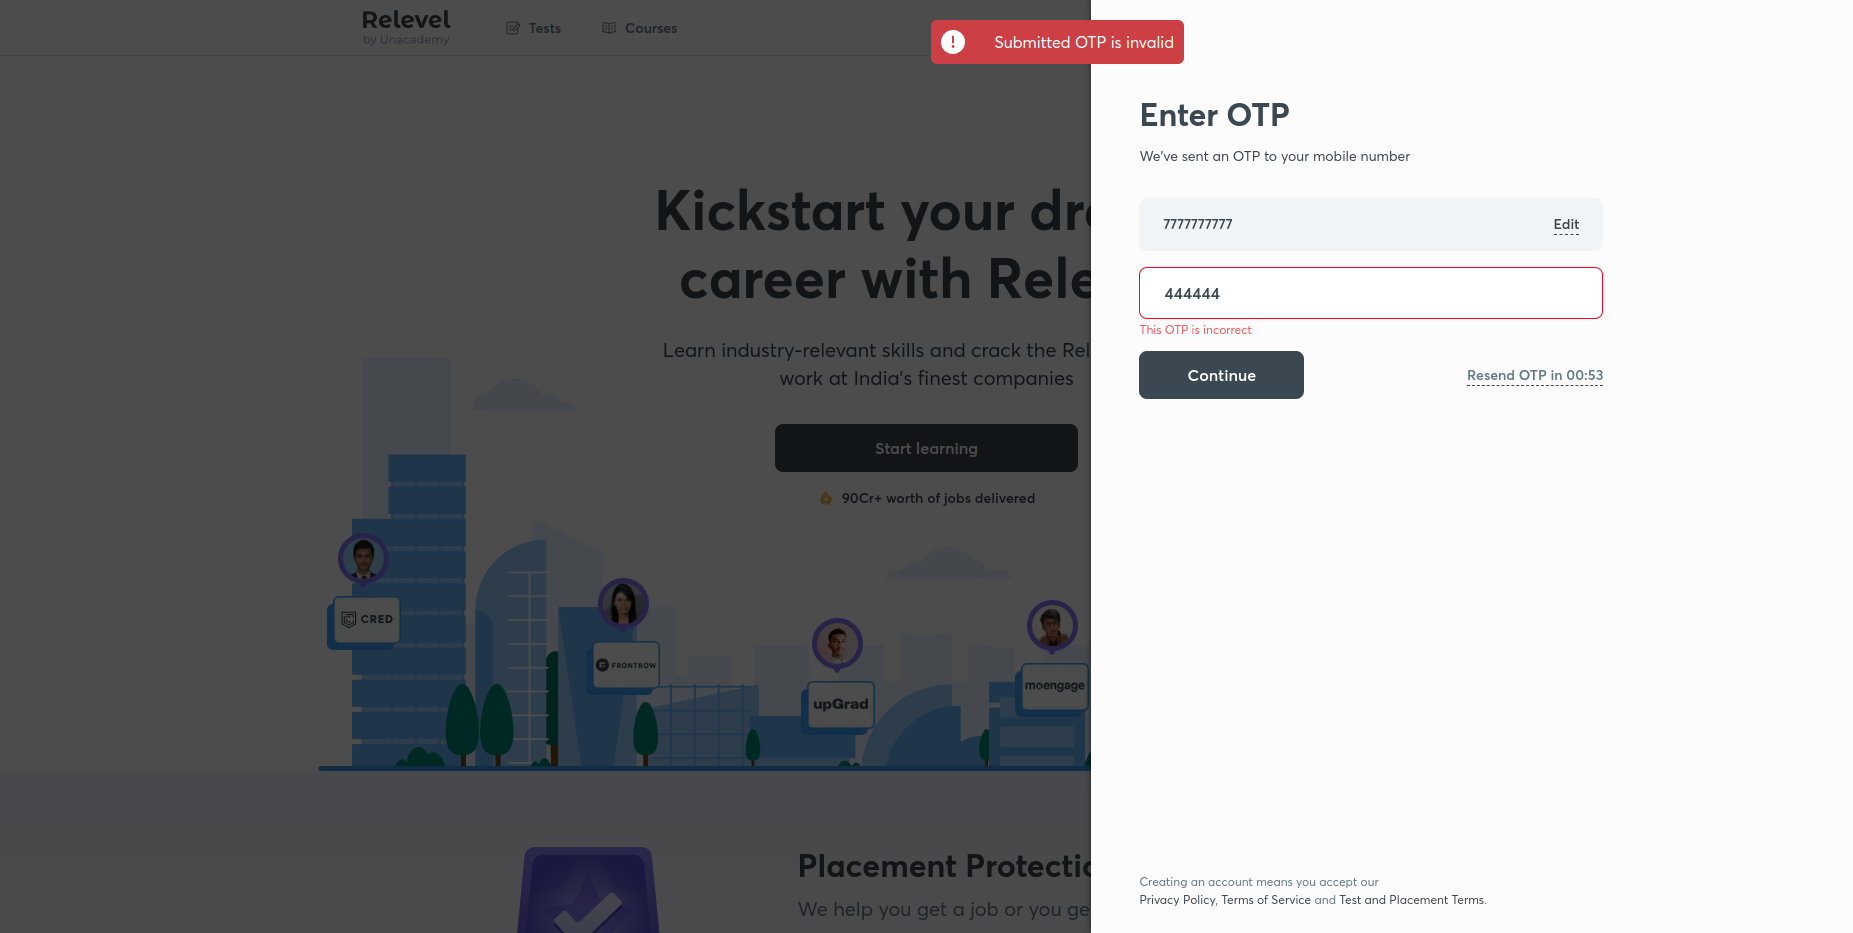 Relevel
by Unacademy
Tests
Courses
Submitted OTP is invalid
Kickstart your dre
career with Rele
Learn industry-relevant skills and crack the Rel
work at India's finest companies
Start learning
90Cr+ worth of jobs delivered
CRED
FRONTROW
upGrad
moengage
Placement Protectio
We help you get a job or you ge
Enter OTP
We've sent an OTP to your mobile number
7777777777
Edit
444444
This OTP is incorrect
Continue
Resend OTP in 00:53
Creating an account means you accept our
Privacy Policy, Terms of Service and Test and Placement Terms.